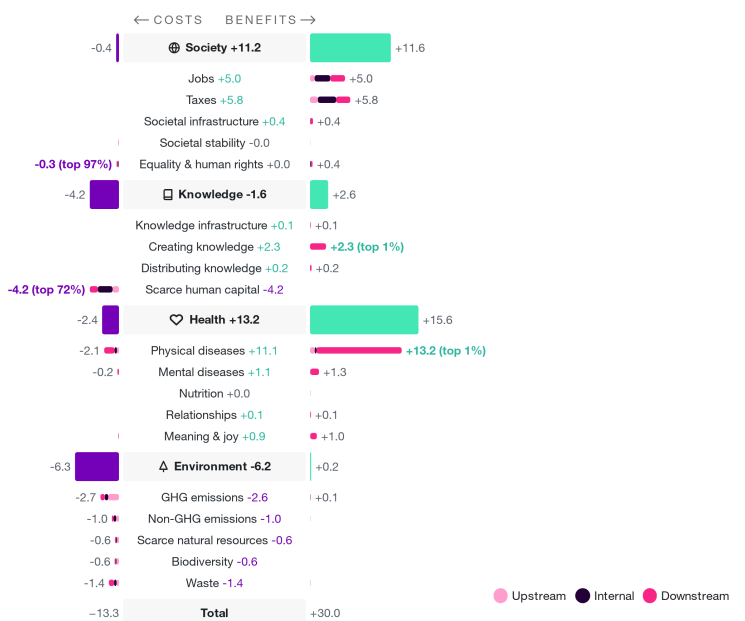 COSTS BENEFITS
-0.4 Society +11.2 +11.6
Jobs +5.0 +5.0
Taxes +5.8 +5.8
Societal infrastructure +0.4 +0.4
Societal stability -0.0
-0.3 (top 97%) Equality & human rights +0.0 +0.4
-4.2 Knowledge -1.6 +2.6
Knowledge infrastructure +0.1 +0.1
Creating knowledge +2.3 +2.3 (top 1%)
Distributing knowledge +0.2 +0.2
-4.2 (top 72%) Scarce human capital -4.2
-2.4 Health +13.2 +15.6
-2.1 Physical diseases +11.1 +13.2 (top 1%)
-0.2 Mental diseases +1.1 +1.3
Nutrition +0.0
Relationships +0.1 +0.1
Meaning & joy +0.9 +1.0
-6.3 Environment -6.2 +0.2
-2.7 GHG emissions -2.6 +0.1
-1.0 Non-GHG emissions -1.0
-0.6 Scarce natural resources -0.6
-0.6 Biodiversity -0.6
-1.4 Waste -1.4
Upstream Internal Downstream
−13.3 Total +30.0